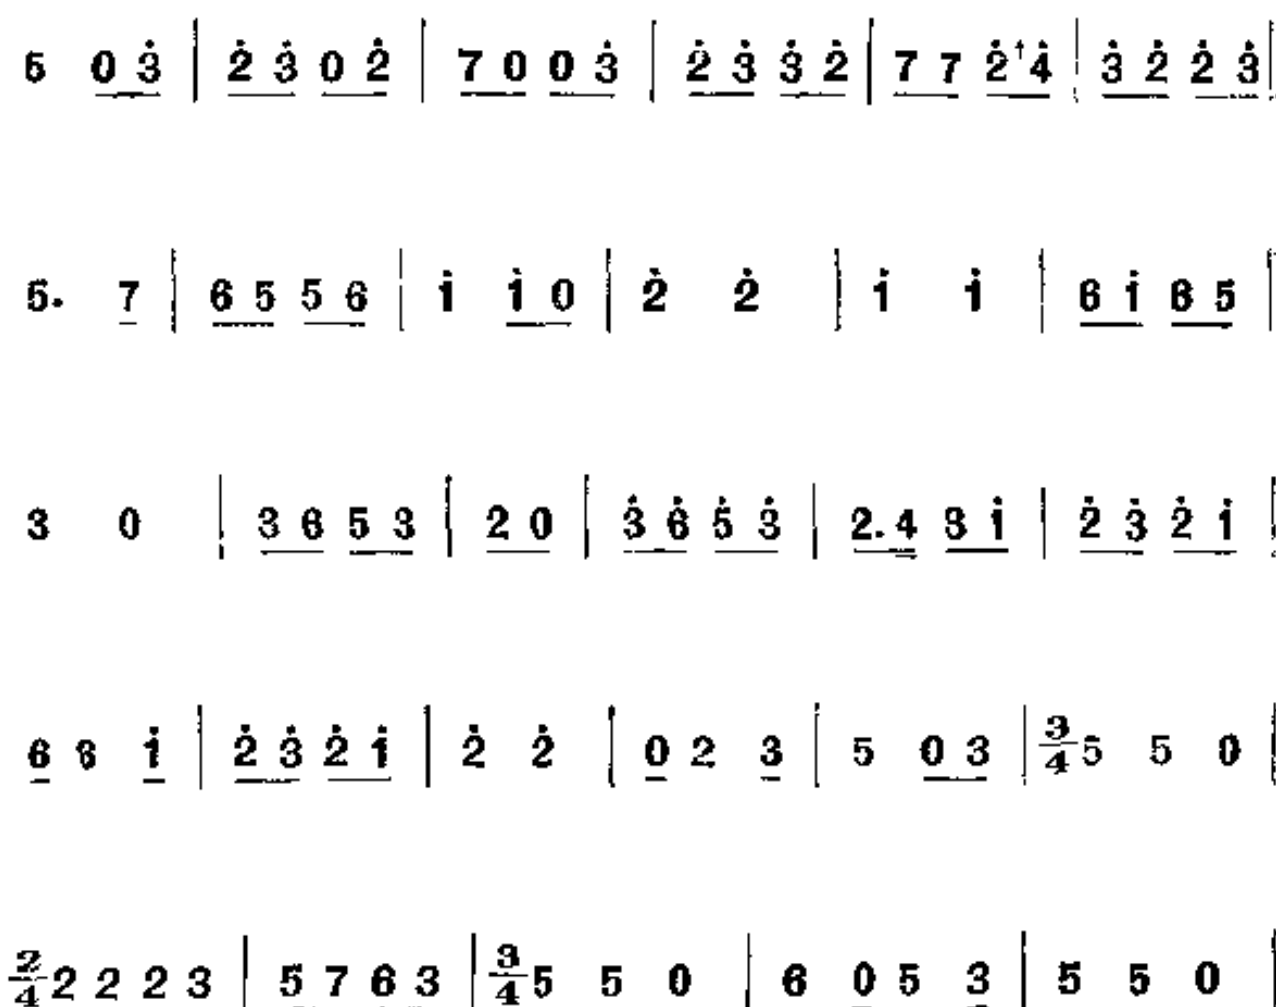 5 0 3̇ | 2̇ 3̇ 0 2̇ | 7 0 0 3̇ | 2̇ 3̇ 3̇ 2̇ | 7 7 2̇ ↑4̇ | 3̇ 2̇ 2̇ 3̇ |
5. 7 | 6 5 5 6 | 1̇ 1̇ 0 | 2̇ 2̇ | 1̇ 1̇ | 6 1̇ 6 5 |
3 0 | 3 6 5 3 | 2 0 | 3̇ 6̇ 5̇ 3̇ | 2. 4 3 1̇ | 2̇ 3̇ 2̇ 1̇ |
6 6 1̇ | 2̇ 3̇ 2̇ 1̇ | 2̇ 2̇ | 0 2 3 | 5 0 3 | 3/4 5 5 0 |
2/4 2 2 2 3 | 5 7 6 3 | 3/4 5 5 0 | 6 0 5 3 | 5 5 0 |